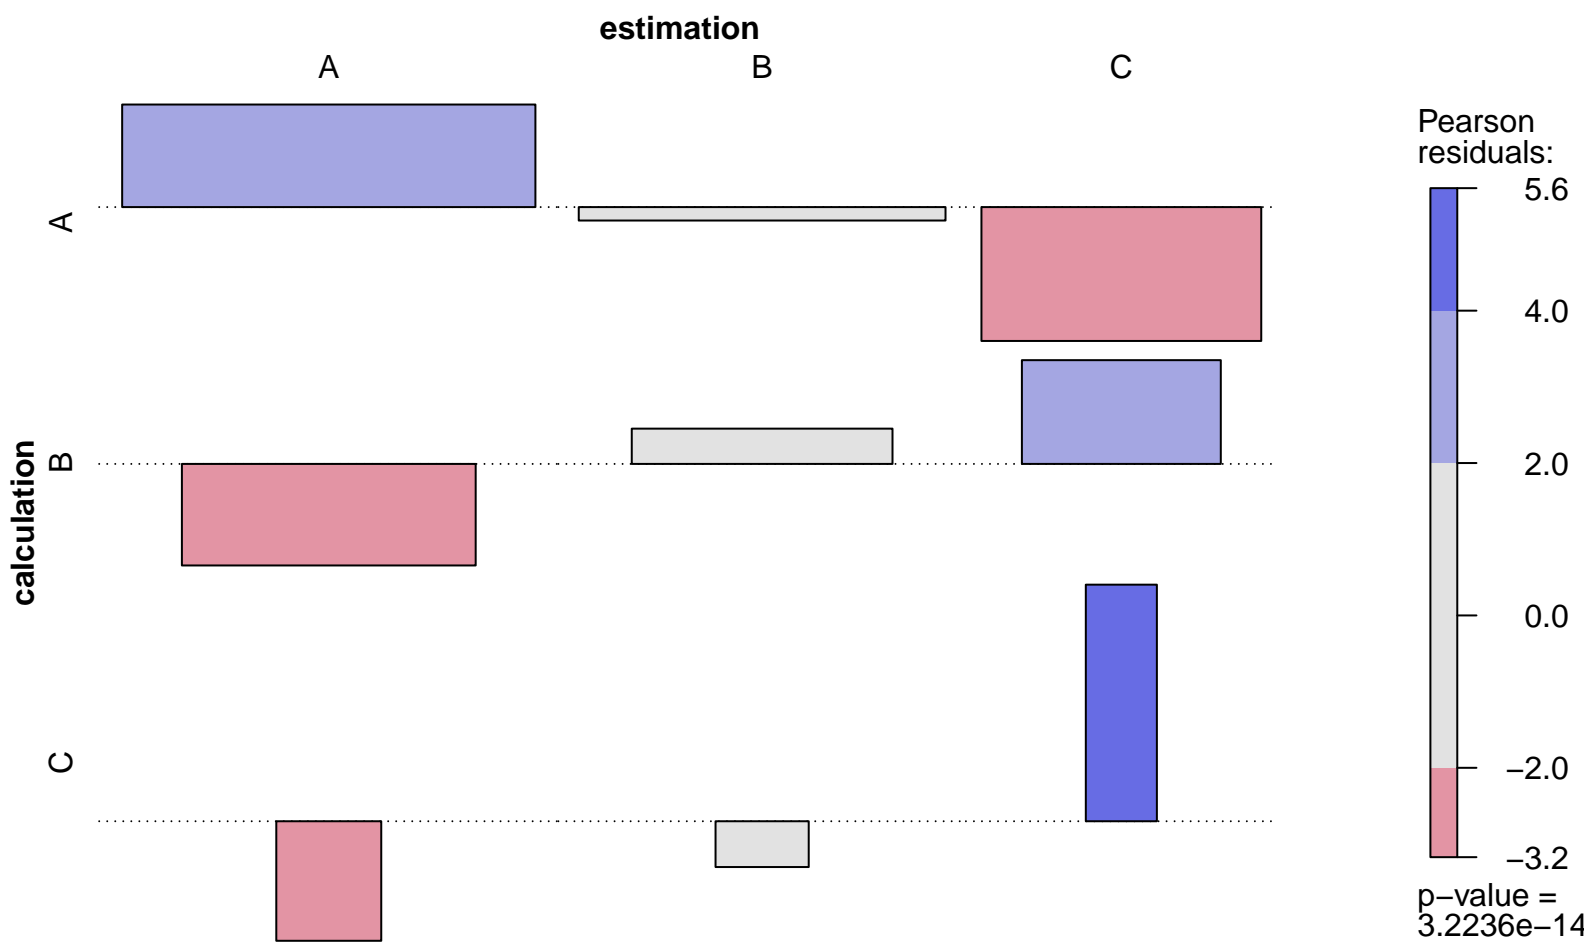 estimation
A B C
A
B
C
calculation
Pearson
residuals:
5.6
4.0
2.0
0.0
−2.0
−3.2
p−value =
3.2236e−14